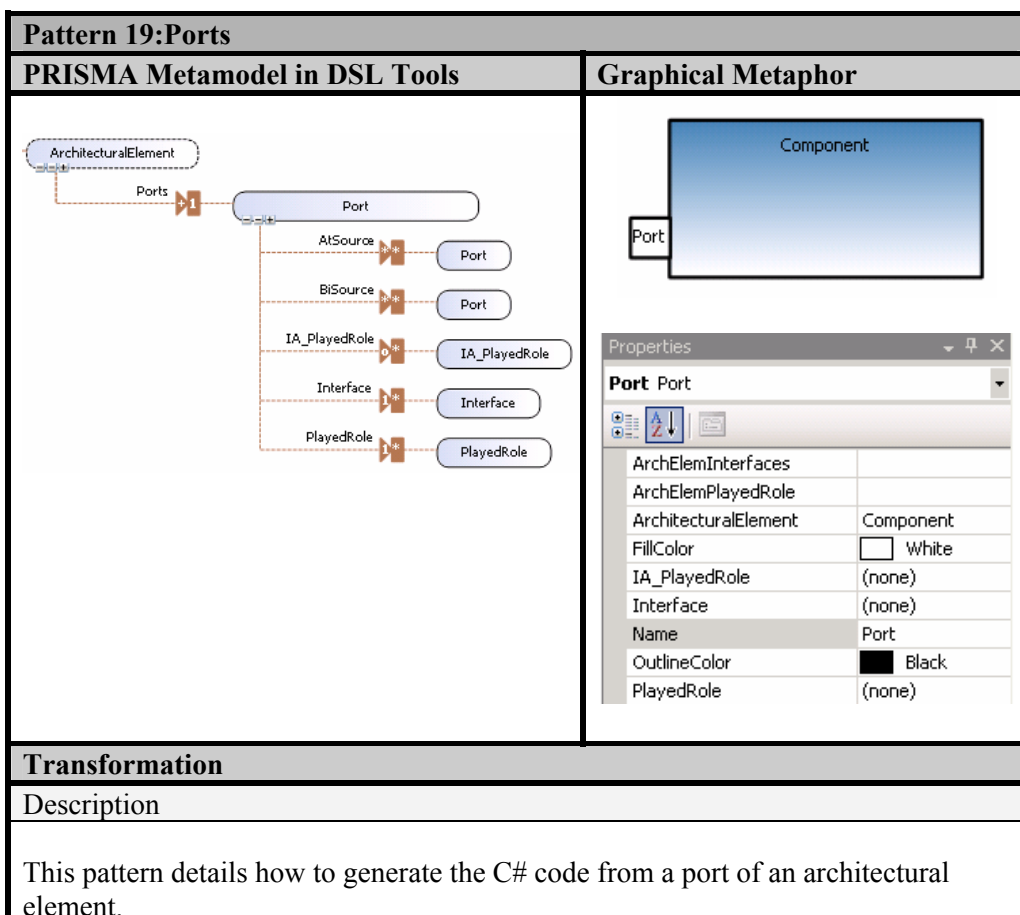 Pattern 19:Ports
PRISMA Metamodel in DSL Tools
Graphical Metaphor
ArchitecturalElement
Ports
+1
Port
AtSource
**
Port
BiSource
**
Port
IA_PlayedRole
0*
IA_PlayedRole
Interface
1*
Interface
PlayedRole
1*
PlayedRole
Component
Port
Properties
Port Port
ArchElemInterfaces
ArchElemPlayedRole
ArchitecturalElement Component
FillColor White
IA_PlayedRole (none)
Interface (none)
Name Port
OutlineColor Black
PlayedRole (none)
Transformation
Description
This pattern details how to generate the C# code from a port of an architectural
element.